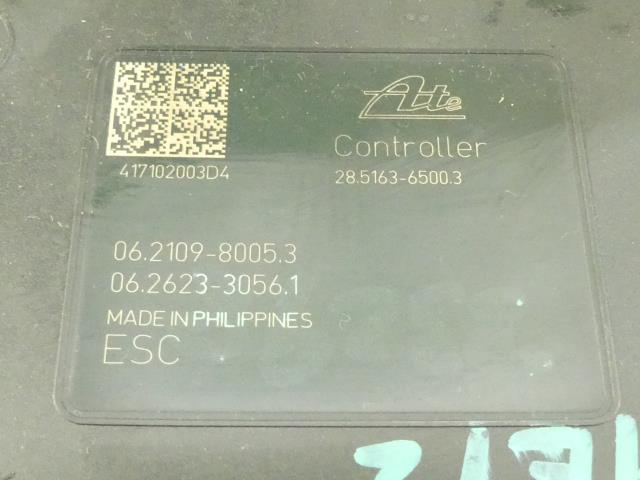 Ate
Controller
417102003D4
28.5163-6500.3
06.2109-8005.3
06.2623-3056.1
MADE IN PHILIPPINES
ESC